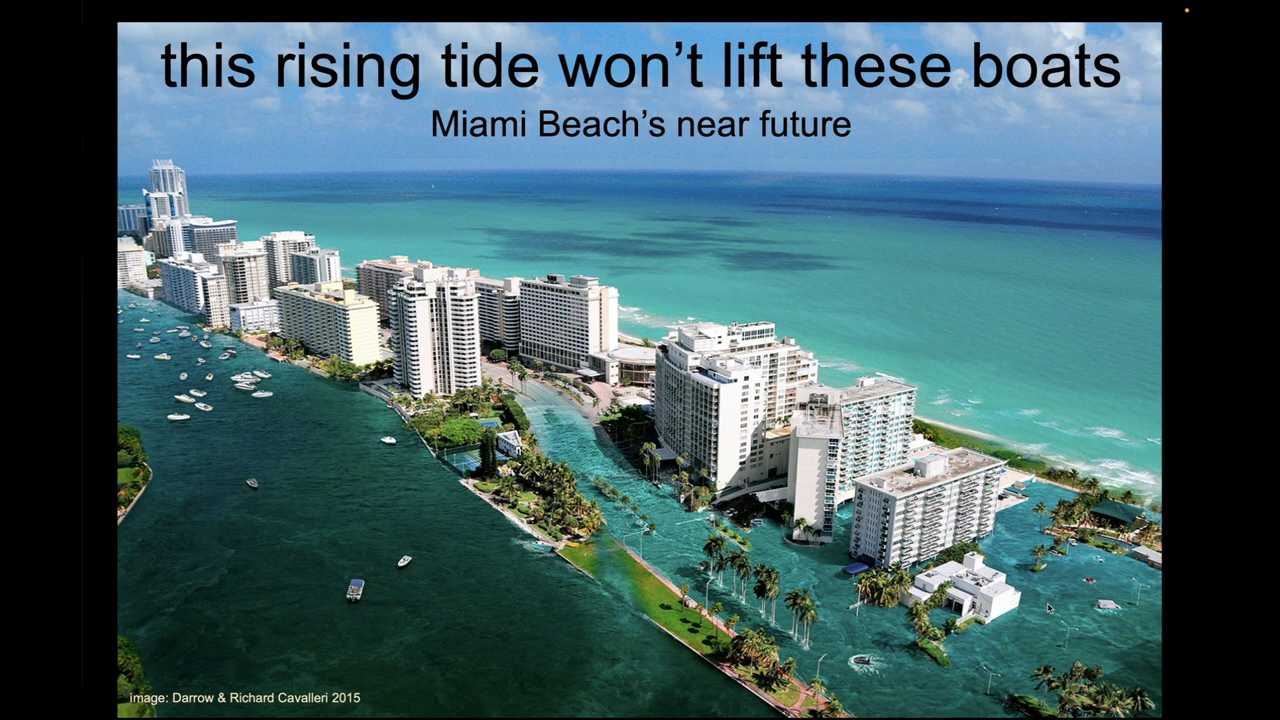 this rising tide won’t lift these boats
Miami Beach’s near future
image: Darrow & Richard Cavalleri 2015